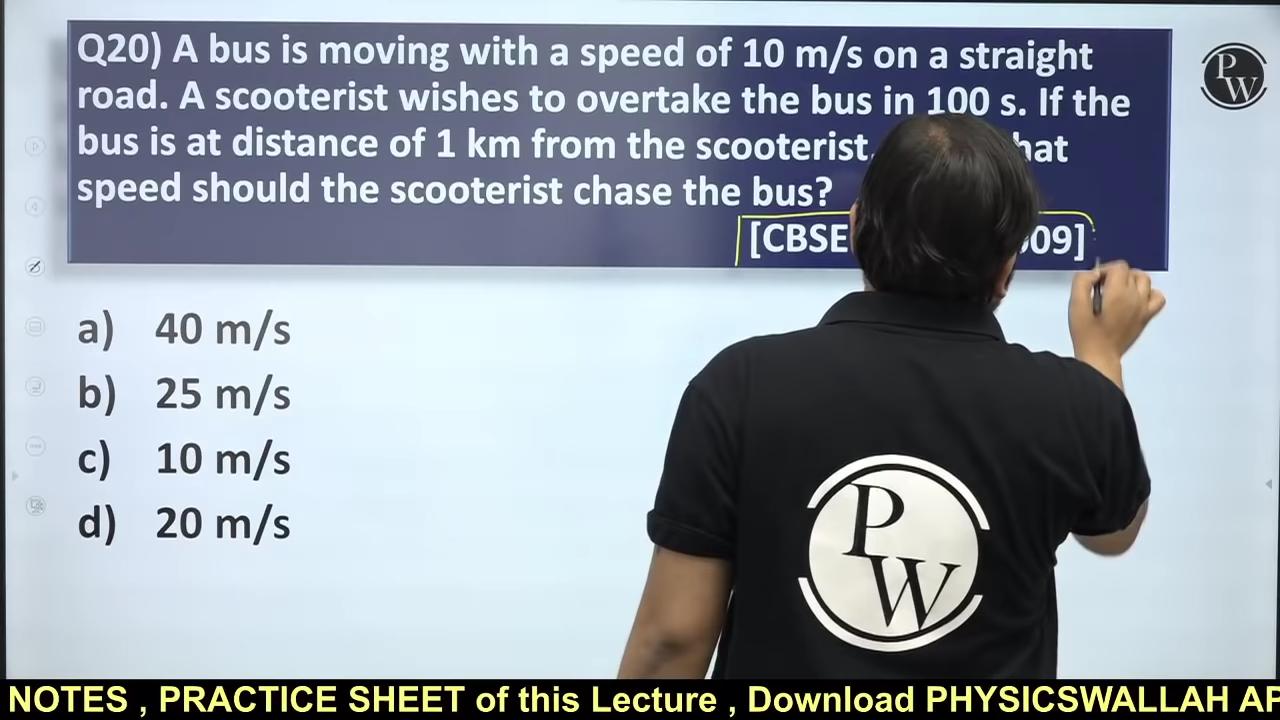 Q20) A bus is moving with a speed of 10 m/s on a straight
road. A scooterist wishes to overtake the bus in 100 s. If the
bus is at distance of 1 km from the scooterist,
speed should the scooterist chase the bus?
[CBSE 09]
a) 40 m/s
b) 25 m/s
c) 10 m/s
d) 20 m/s
P
W
P
W
NOTES , PRACTICE SHEET of this Lecture , Download PHYSICSWALLAH